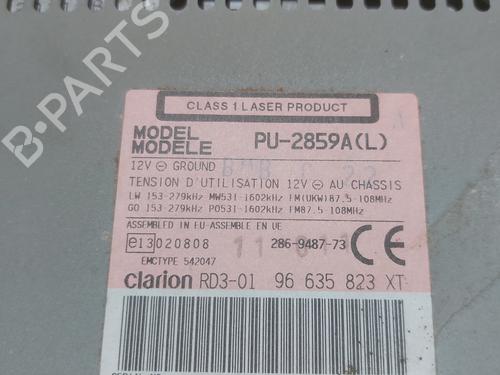 B-PARTS
CLASS 1 LASER PRODUCT
MODEL
MODELE
PU-2859A(L)
12V ⊖ GROUND
TENSION D'UTILISATION 12V ⊖ AU CHASSIS
LW 153-279kHz MW531-1602kHz FM(UKW)87.5-108MHz
GO 153-279kHz PO531-1602kHz FM87.5-108MHz
ASSEMBLED IN EU-ASSEMBLE EN UE
e13 020808
286-9487-73 CE
EMCTYPE 542047
clarion RD3-01 96 635 823 XT